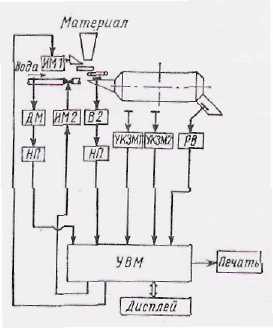 Материал
ИМ1
Вода
ДМ
ИМ2
В2
УКЗМ1
УКЗМ2
РВ
НП
НП
УВМ
Печать
Дисплей